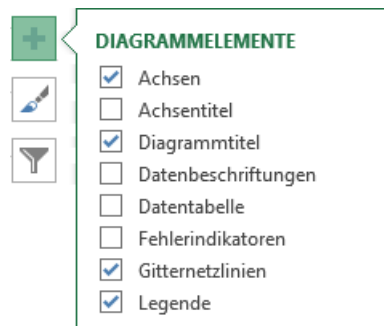 DIAGRAMMELEMENTE
Achsen
Achsentitel
Diagrammtitel
Datenbeschriftungen
Datentabelle
Fehlerindikatoren
Gitternetzlinien
Legende